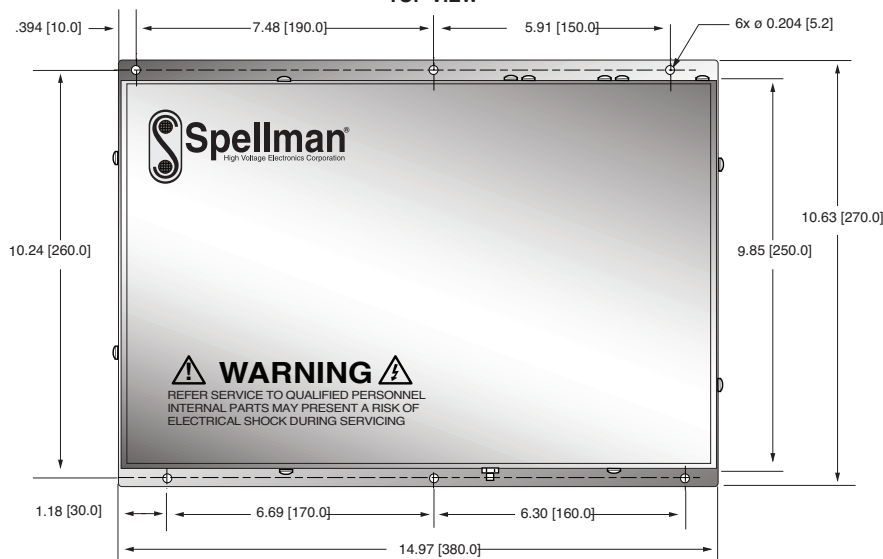 .394 [10.0]
7.48 [190.0]
5.91 [150.0]
6x ø 0.204 [5.2]
Spellman®
High Voltage Electronics Corporation
10.24 [260.0]
9.85 [250.0]
10.63 [270.0]
WARNING
REFER SERVICE TO QUALIFIED PERSONNEL
INTERNAL PARTS MAY PRESENT A RISK OF
ELECTRICAL SHOCK DURING SERVICING
1.18 [30.0]
6.69 [170.0]
6.30 [160.0]
14.97 [380.0]